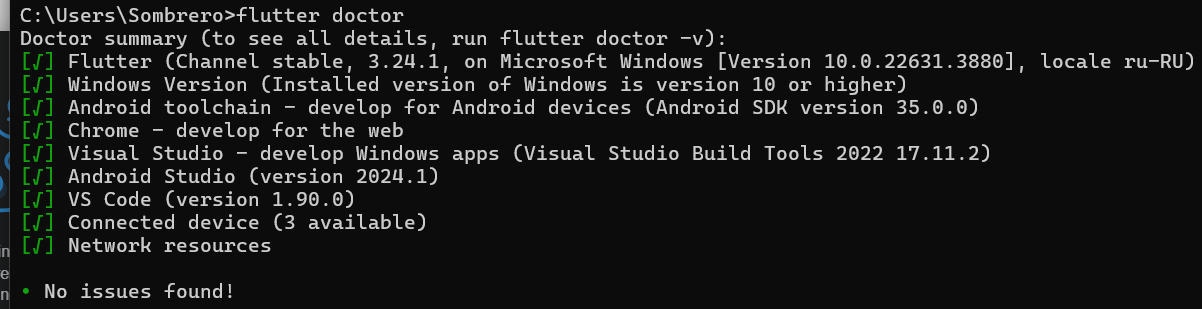 C:\Users\Sombrero>flutter doctor
Doctor summary (to see all details, run flutter doctor -v):
[√] Flutter (Channel stable, 3.24.1, on Microsoft Windows [Version 10.0.22631.3880], locale ru-RU)
[√] Windows Version (Installed version of Windows is version 10 or higher)
[√] Android toolchain - develop for Android devices (Android SDK version 35.0.0)
[√] Chrome - develop for the web
[√] Visual Studio - develop Windows apps (Visual Studio Build Tools 2022 17.11.2)
[√] Android Studio (version 2024.1)
[√] VS Code (version 1.90.0)
[√] Connected device (3 available)
[√] Network resources
• No issues found!